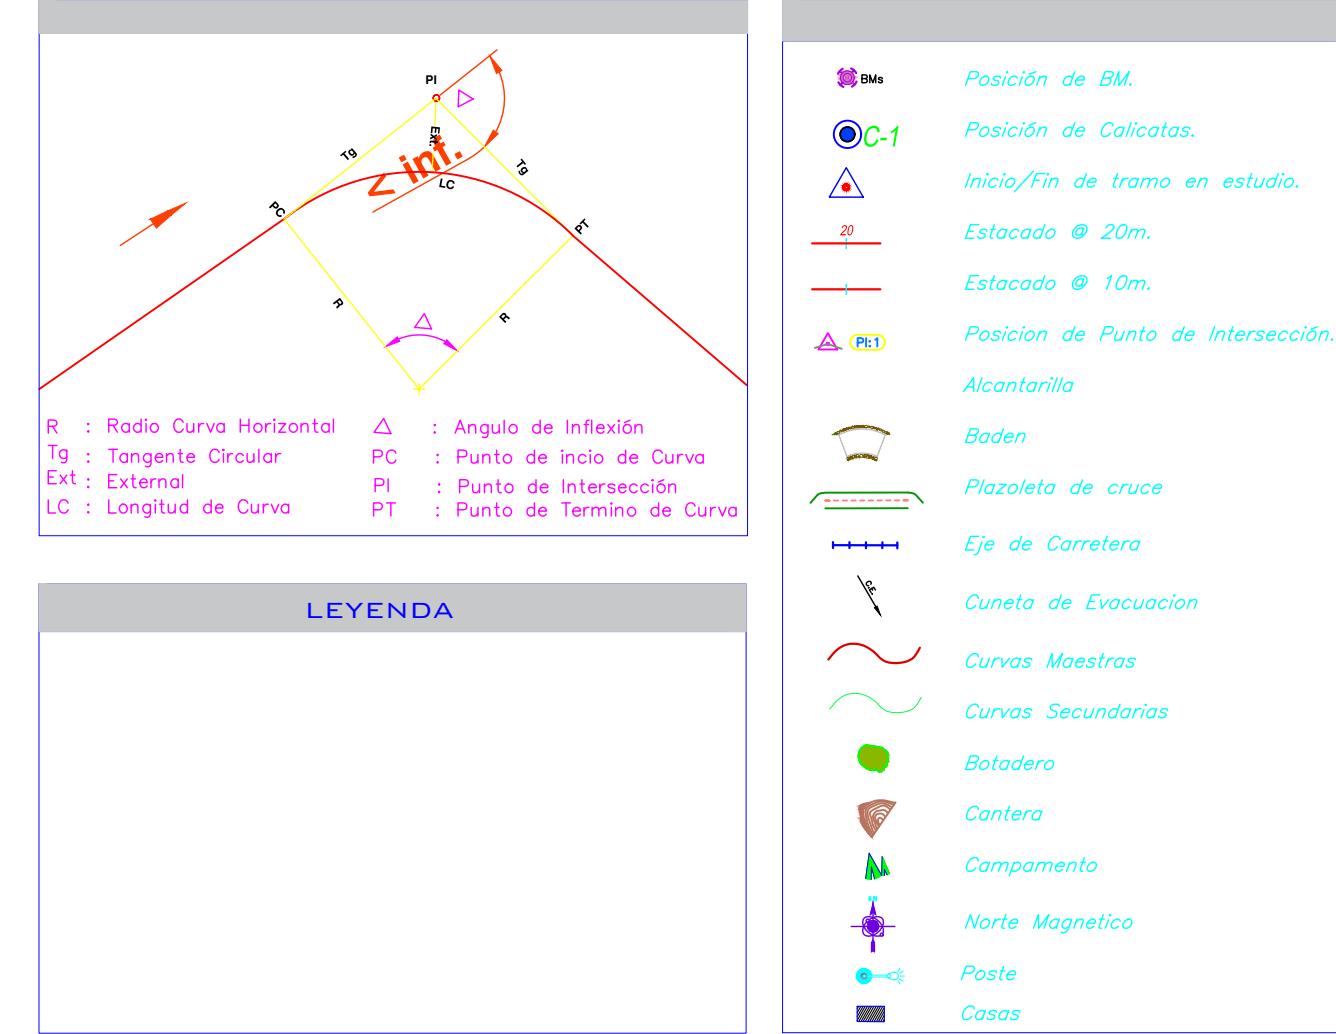 PI
Ext.
< inf.
Tg
Tg
LC
PC
PT
R
R
R : Radio Curva Horizontal
Tg : Tangente Circular
Ext : External
LC : Longitud de Curva
△ : Angulo de Inflexión
PC : Punto de incio de Curva
PI : Punto de Intersección
PT : Punto de Termino de Curva
LEYENDA
BMs Posición de BM.
C-1 Posición de Calicatas.
Inicio/Fin de tramo en estudio.
20 Estacado @ 20m.
Estacado @ 10m.
PI:1 Posicion de Punto de Intersección.
Alcantarilla
Baden
Plazoleta de cruce
Eje de Carretera
C.E. Cuneta de Evacuacion
Curvas Maestras
Curvas Secundarias
Botadero
Cantera
Campamento
Norte Magnetico
Poste
Casas